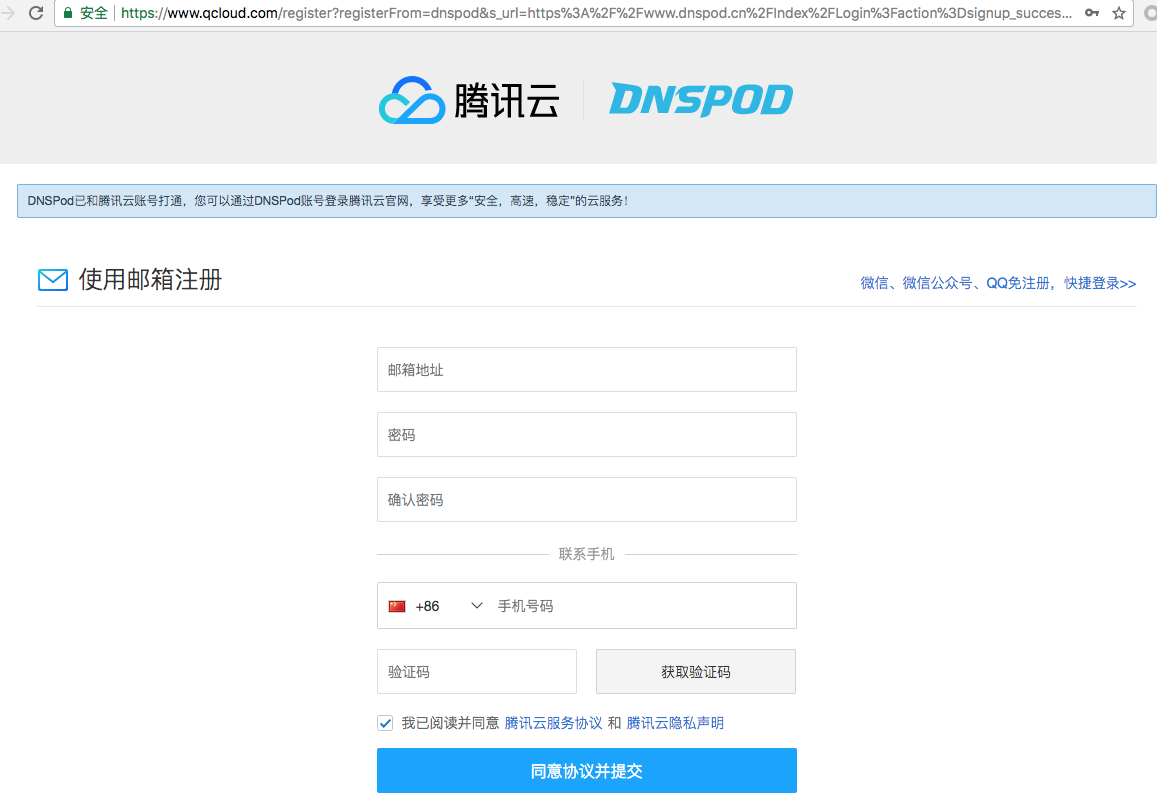 安全 https://www.qcloud.com/register?registerFrom=dnspod&s_url=https%3A%2F%2Fwww.dnspod.cn%2FIndex%2FLogin%3Faction%3Dsignup_succes...
腾讯云 DNSPOD
DNSPod已和腾讯云账号打通，您可以通过DNSPod账号登录腾讯云官网，享受更多“安全，高速，稳定”的云服务！
使用邮箱注册
微信、微信公众号、QQ免注册，快捷登录>>
邮箱地址
密码
确认密码
联系手机
+86 手机号码
验证码 获取验证码
我已阅读并同意 腾讯云服务协议 和 腾讯云隐私声明
同意协议并提交